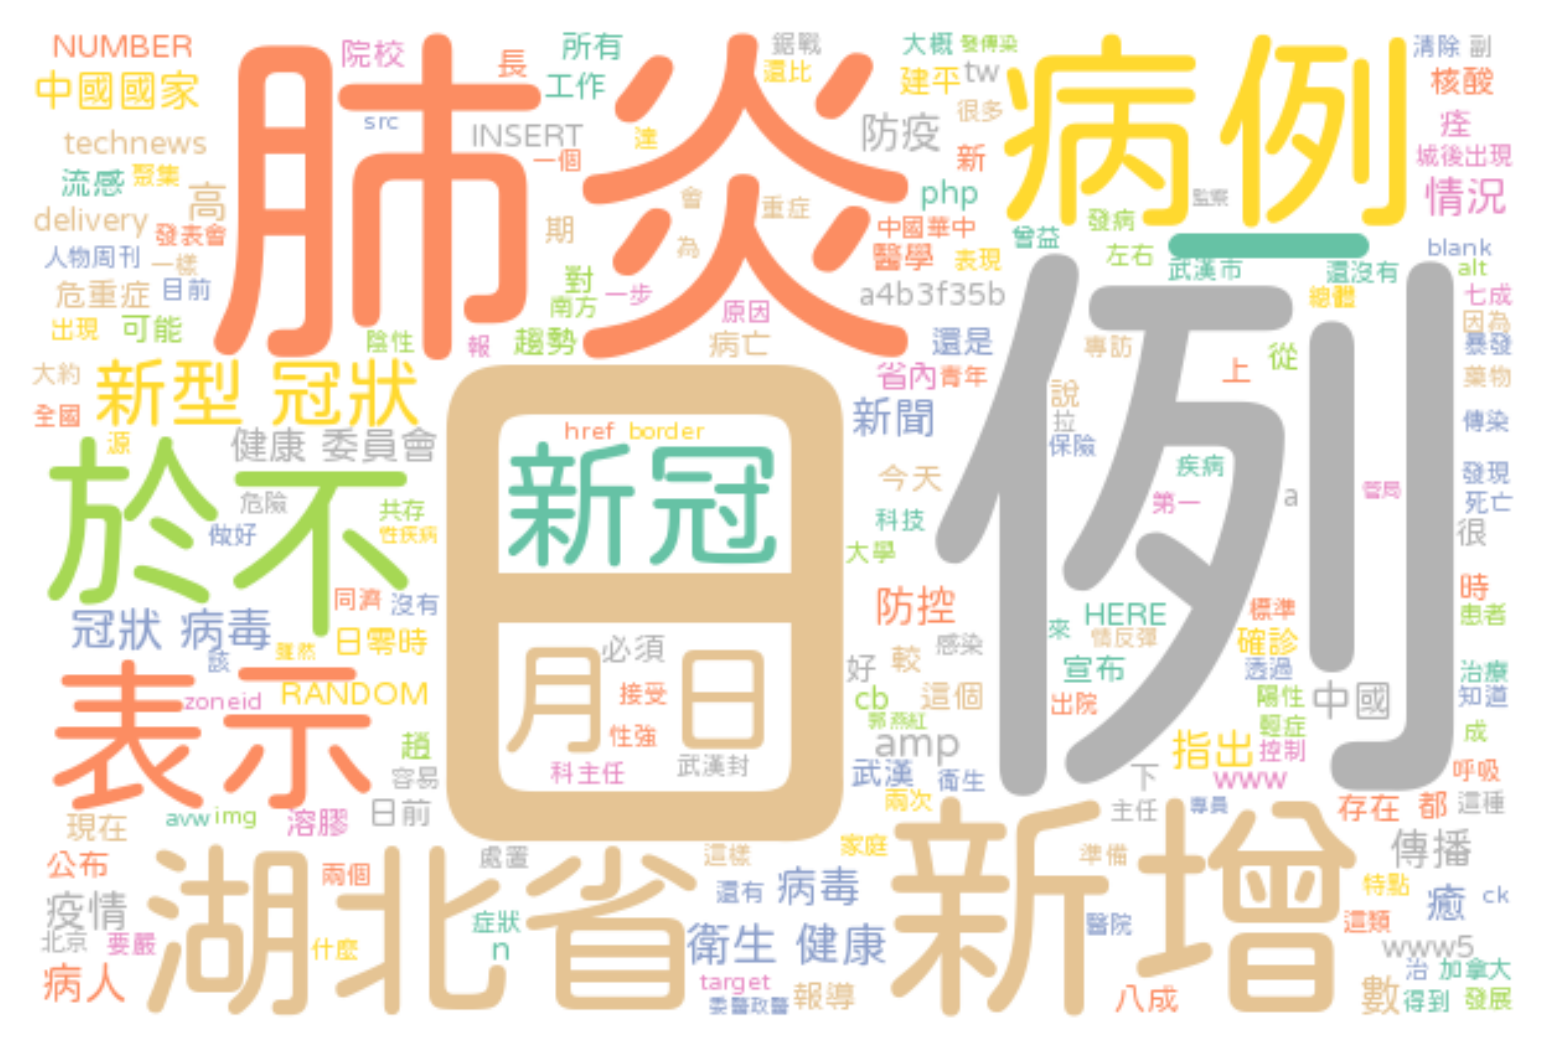 NUMBER
院校
長
所有
鋸戰
大概
發傳染
清除
副
中國國家
肺炎
工作
還比
建平
tw
病例
核酸
src
INSERT
達
很多
technews
一個
防疫
新
痊
城後出現
流感
聚集
高
會
重症
php
監察
情況
delivery
發表會
期
為
中國華中
曾益
發病
一
人物周刊
一樣
醫學
表現
左右
武漢市
還沒有
blank
危重症
目前
對
南方
一步
原因
a4b3f35b
總體
alt
七成
出現
可能
陰性
報
趨勢
病亡
還是
專訪
從
因為
暴發
大約
新型 冠狀
省內
青年
上
藥物
全國
源
健康 委員會
href
border
新聞
說
拉
保險
例
傳染
於不
危險
共存
做好
性疾病
日
新冠
今天
科技
大學
疾病
第一
a
管局
發現
死亡
很
同濟
沒有
防控
HERE
標準
時
患者
冠狀 病毒
雖然
該
日零時
必須
來
情反彈
確診
感染
好
較
宣布
透過
治療
表示
zoneid
RANDOM
月日
接受
性強
cb
這個
郭燕紅
出院
陽性
中國
知道
輕症
趙
容易
科主任
武漢封
amp
武漢
衛生
指出
控制
成
www
下
呼吸
現在
avw
img
溶膠
日前
兩次
主任
專員
存在
都
這種
公布
湖北省
兩個
處置
這樣
家庭
新增
準備
傳播
疫情
症狀
還有
病毒
特點
癒
ck
北京
要嚴
什麼
n
衛生 健康
醫院
這類
www5
病人
target
委醫政醫
報導
八成
治
加拿大
數
得到
發展